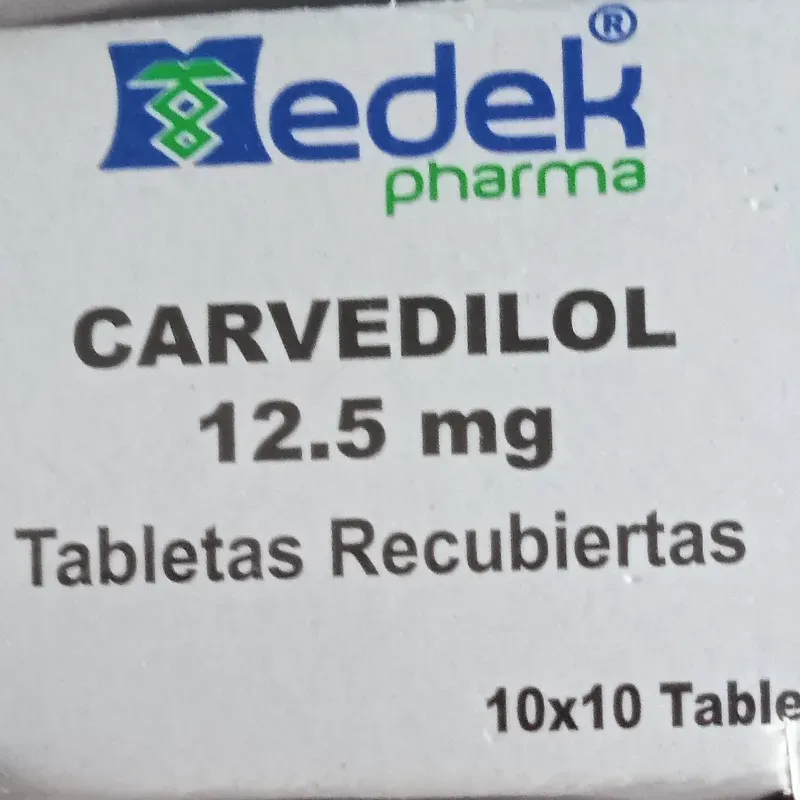 Medek®
pharma
CARVEDILOL
12.5 mg
Tabletas Recubiertas
10x10 Table